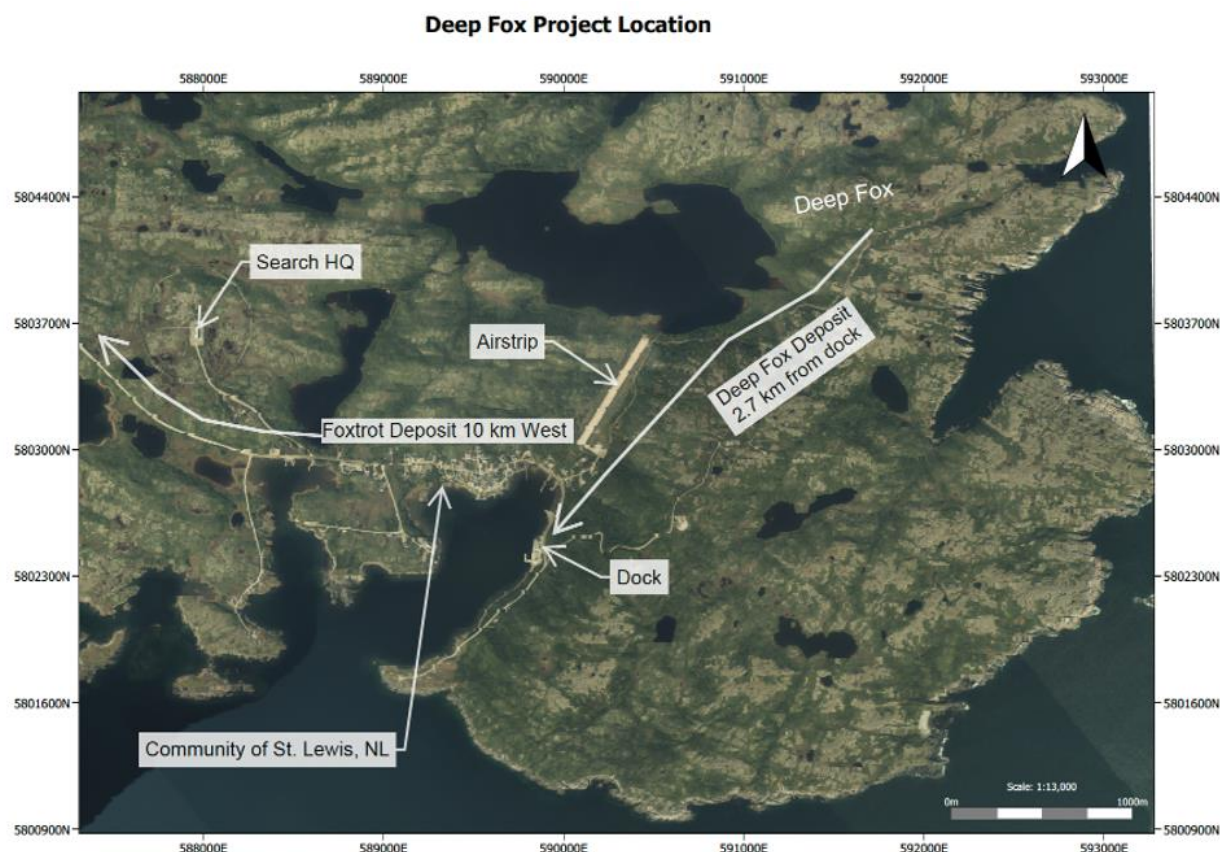 Deep Fox Project Location
588000E 589000E 590000E 591000E 592000E 593000E
5804400N 5804400N
Deep Fox
Search HQ
5803700N 5803700N
Airstrip
Deep Fox Deposit
2.7 km from dock
Foxtrot Deposit 10 km West
5803000N 5803000N
5802300N 5802300N
Dock
5801600N 5801600N
Community of St. Lewis, NL
Scale: 1:13,000
0m 1000m
5800900N 5800900N
588000E 589000E 590000E 591000E 592000E 593000E